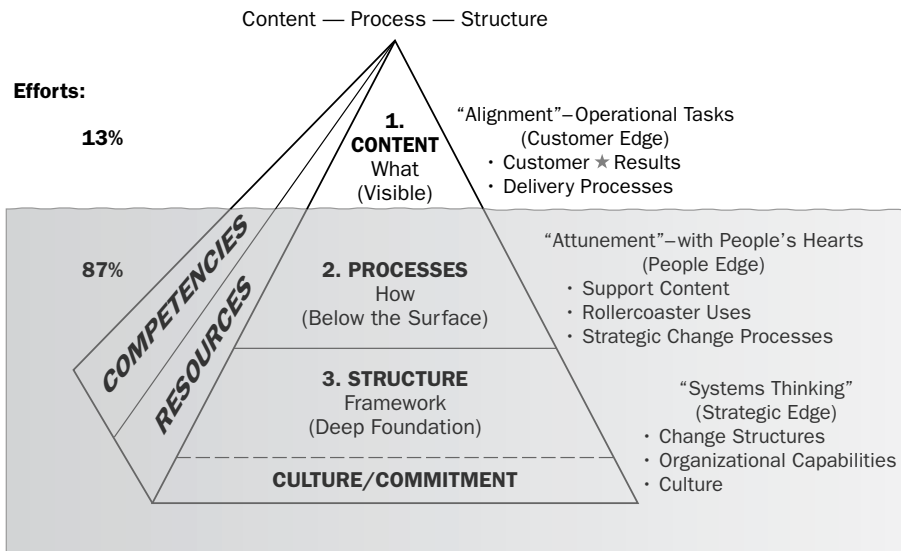 Content — Process — Structure
Efforts:
13%
1.
CONTENT
What
(Visible)
“Alignment”–Operational Tasks
(Customer Edge)
• Customer ★ Results
• Delivery Processes
87%
COMPETENCIES
RESOURCES
2. PROCESSES
How
(Below the Surface)
“Attunement”–with People’s Hearts
(People Edge)
• Support Content
• Rollercoaster Uses
• Strategic Change Processes
3. STRUCTURE
Framework
(Deep Foundation)
“Systems Thinking”
(Strategic Edge)
• Change Structures
• Organizational Capabilities
• Culture
CULTURE/COMMITMENT